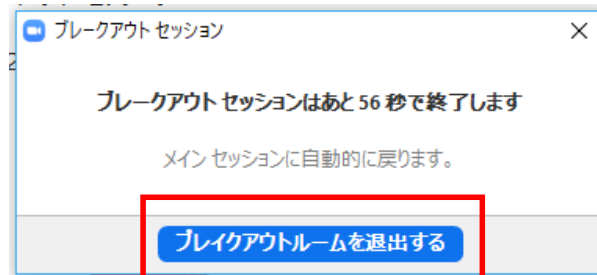 ブレークアウト セッション
ブレークアウト セッションはあと 56 秒で終了します
メイン セッションに自動的に戻ります。
ブレイクアウトルームを退出する